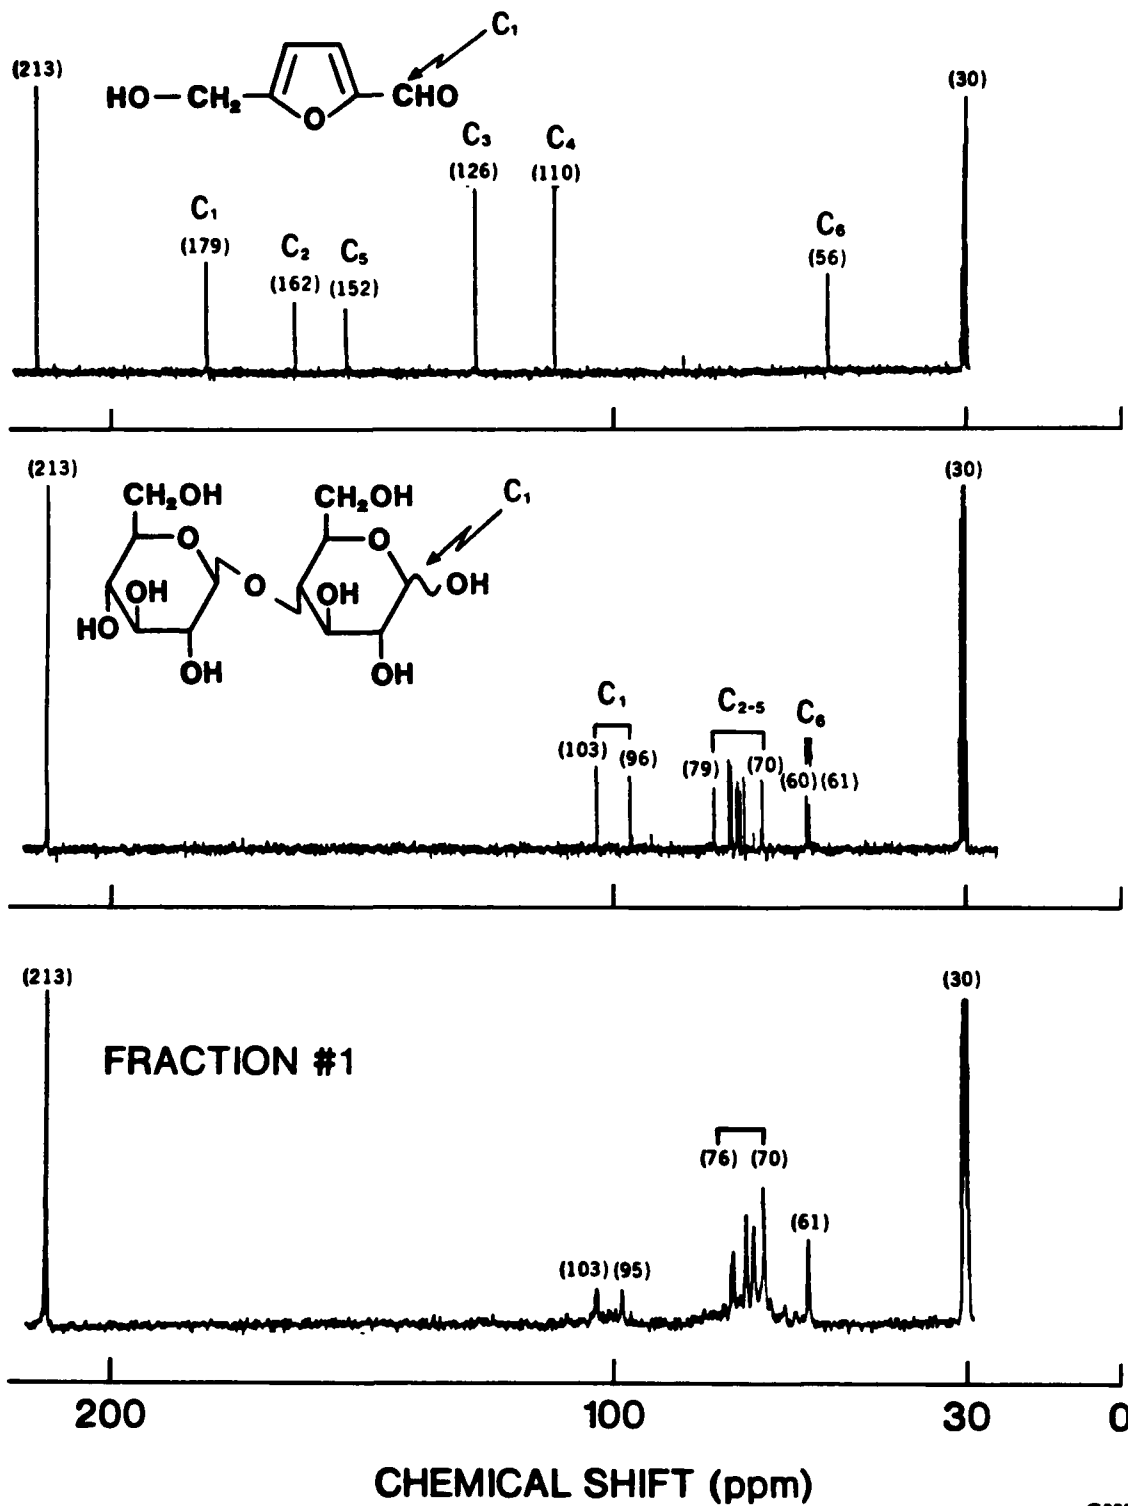 C₁
(213)
HO—CH₂
O
CHO
(30)
C₃
(126)
C₄
(110)
C₁
(179)
C₂
(162)
C₅
(152)
C₆
(56)
(213)
CH₂OH
CH₂OH
C₁
(30)
O
O
OH
O
OH
OH
HO
OH
OH
C₁
(103)
(96)
C₂₋₅
(79)
(70)
C₆
(60)(61)
(213)
(30)
FRACTION #1
(76) (70)
(61)
(103)(95)
200 100 30 0
CHEMICAL SHIFT (ppm)